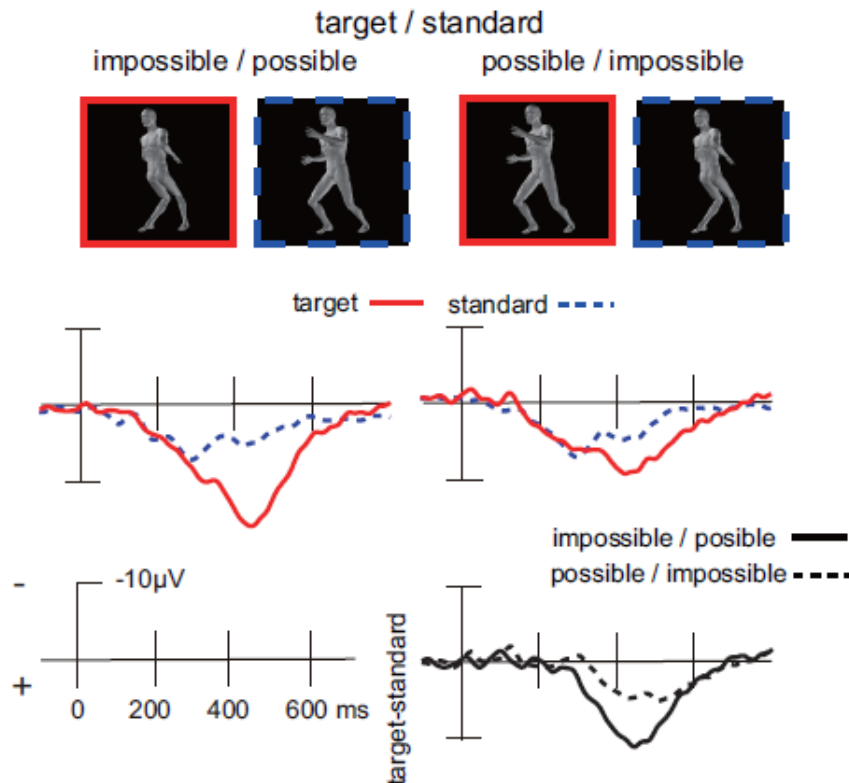 target / standard
impossible / possible possible / impossible
target standard
impossible / posible
possible / impossible
- -10μV
+
0 200 400 600 ms
target-standard